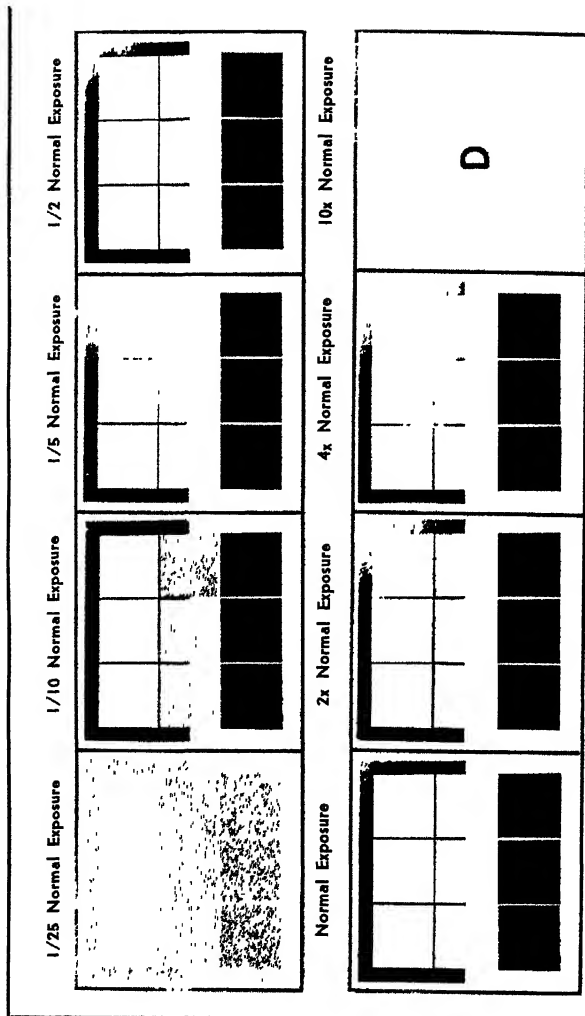 1/25 Normal Exposure
1/10 Normal Exposure
1/5 Normal Exposure
1/2 Normal Exposure
Normal Exposure
2x Normal Exposure
4x Normal Exposure
10x Normal Exposure
D